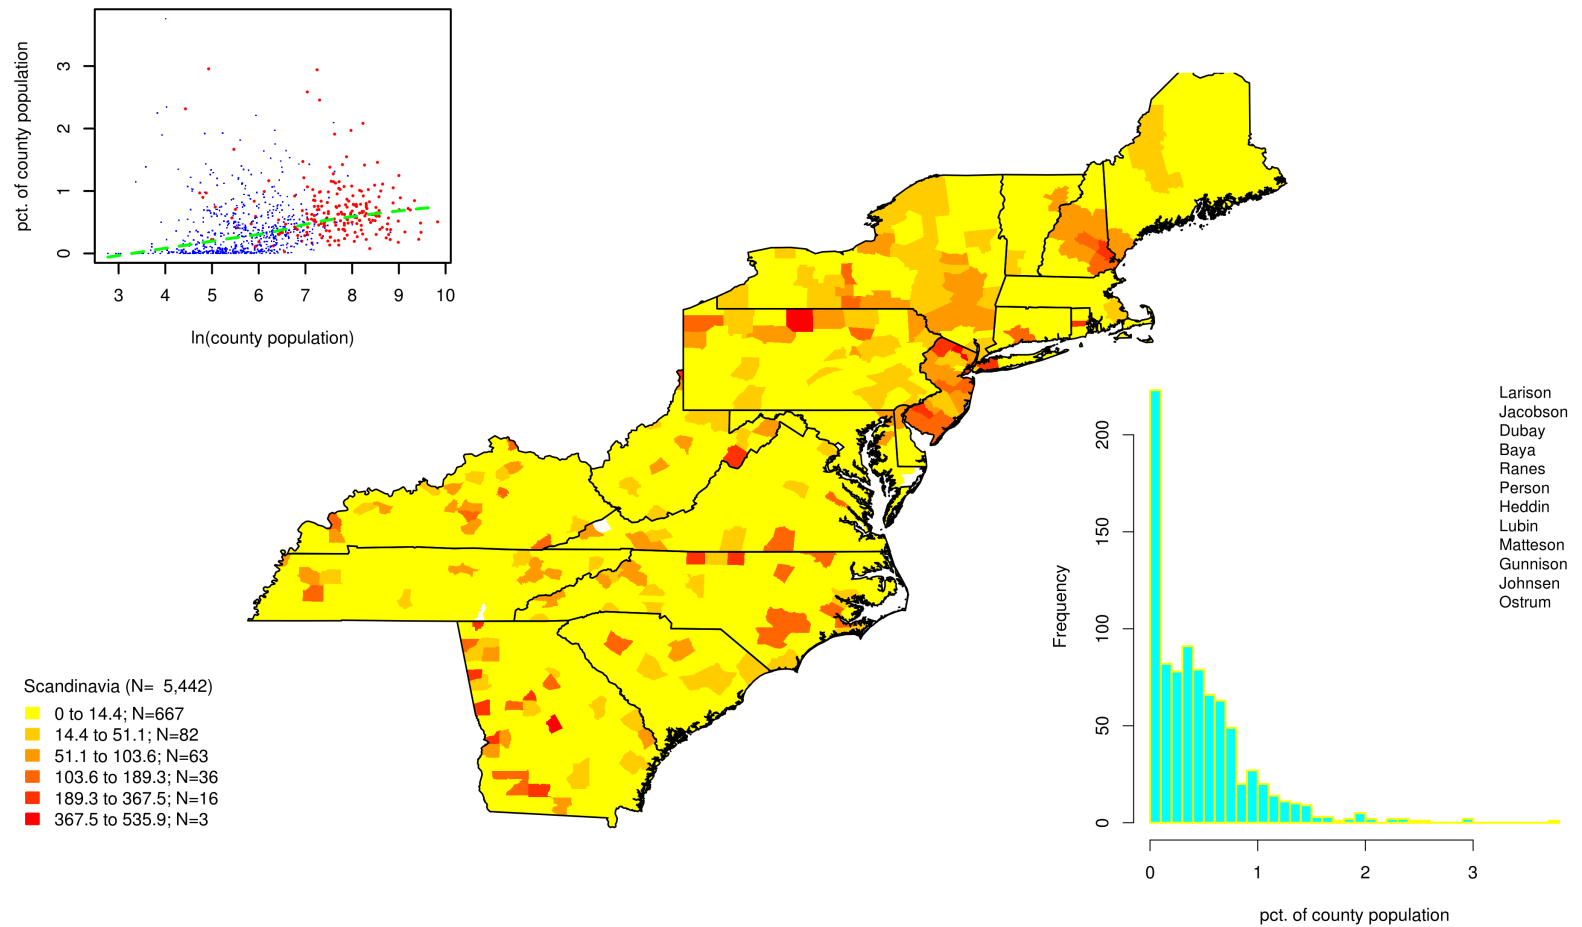 3
2
1
0
pct. of county population
3 4 5 6 7 8 9 10
ln(county population)
Larison
Jacobson
Dubay
Baya
Ranes
Person
Heddin
Lubin
Matteson
Gunnison
Johnsen
Ostrum
200
150
100
50
0
Frequency
0 1 2 3
pct. of county population
Scandinavia (N= 5,442)
0 to 14.4; N=667
14.4 to 51.1; N=82
51.1 to 103.6; N=63
103.6 to 189.3; N=36
189.3 to 367.5; N=16
367.5 to 535.9; N=3